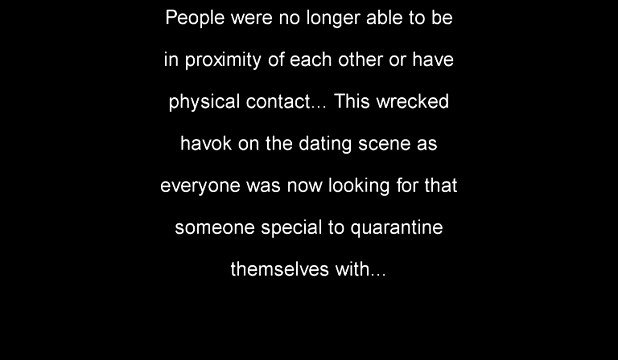 People were no longer able to be
in proximity of each other or have
physical contact... This wrecked
havok on the dating scene as
everyone was now looking for that
someone special to quarantine
themselves with...